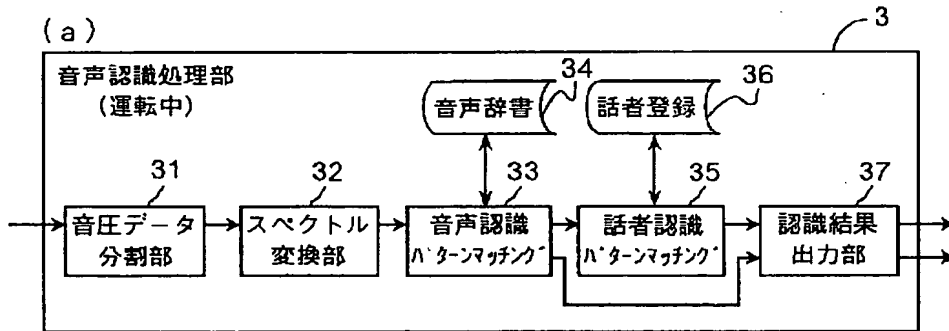 (a)
3
音声認識処理部
(運転中)
34
36
音声辞書
話者登録
31
32
33
35
37
音圧データ
分割部
スペクトル
変換部
音声認識
パターンマッチング
話者認識
パターンマッチング
認識結果
出力部